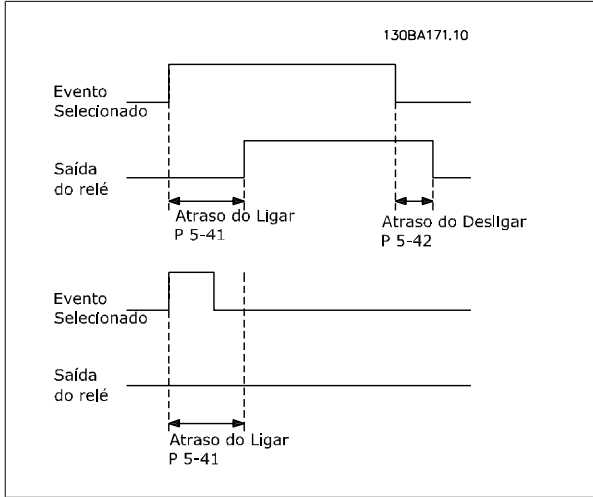 130BA171.10
Evento
Selecionado
Saída
do relé
Atraso do Ligar
P 5-41
Atraso do Desligar
P 5-42
Evento
Selecionado
Saída
do relé
Atraso do Ligar
P 5-41